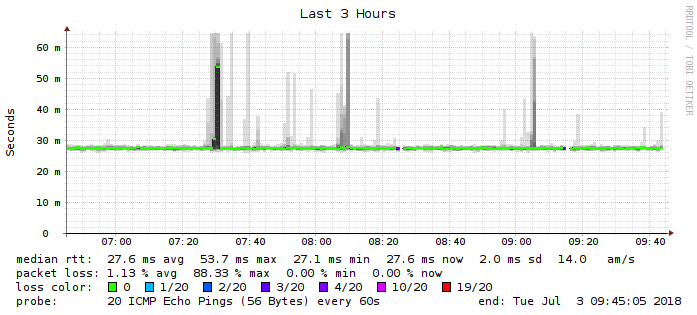 Last 3 Hours
RRDTOOL / TOBI OETIKER
Seconds
60 m
50 m
40 m
30 m
20 m
10 m
0
07:00 07:20 07:40 08:00 08:20 08:40 09:00 09:20 09:40
median rtt: 27.6 ms avg 53.7 ms max 27.1 ms min 27.6 ms now 2.0 ms sd 14.0 am/s
packet loss: 1.13 % avg 88.33 % max 0.00 % min 0.00 % now
loss color: 0 1/20 2/20 3/20 4/20 10/20 19/20
probe: 20 ICMP Echo Pings (56 Bytes) every 60s end: Tue Jul 3 09:45:05 2018